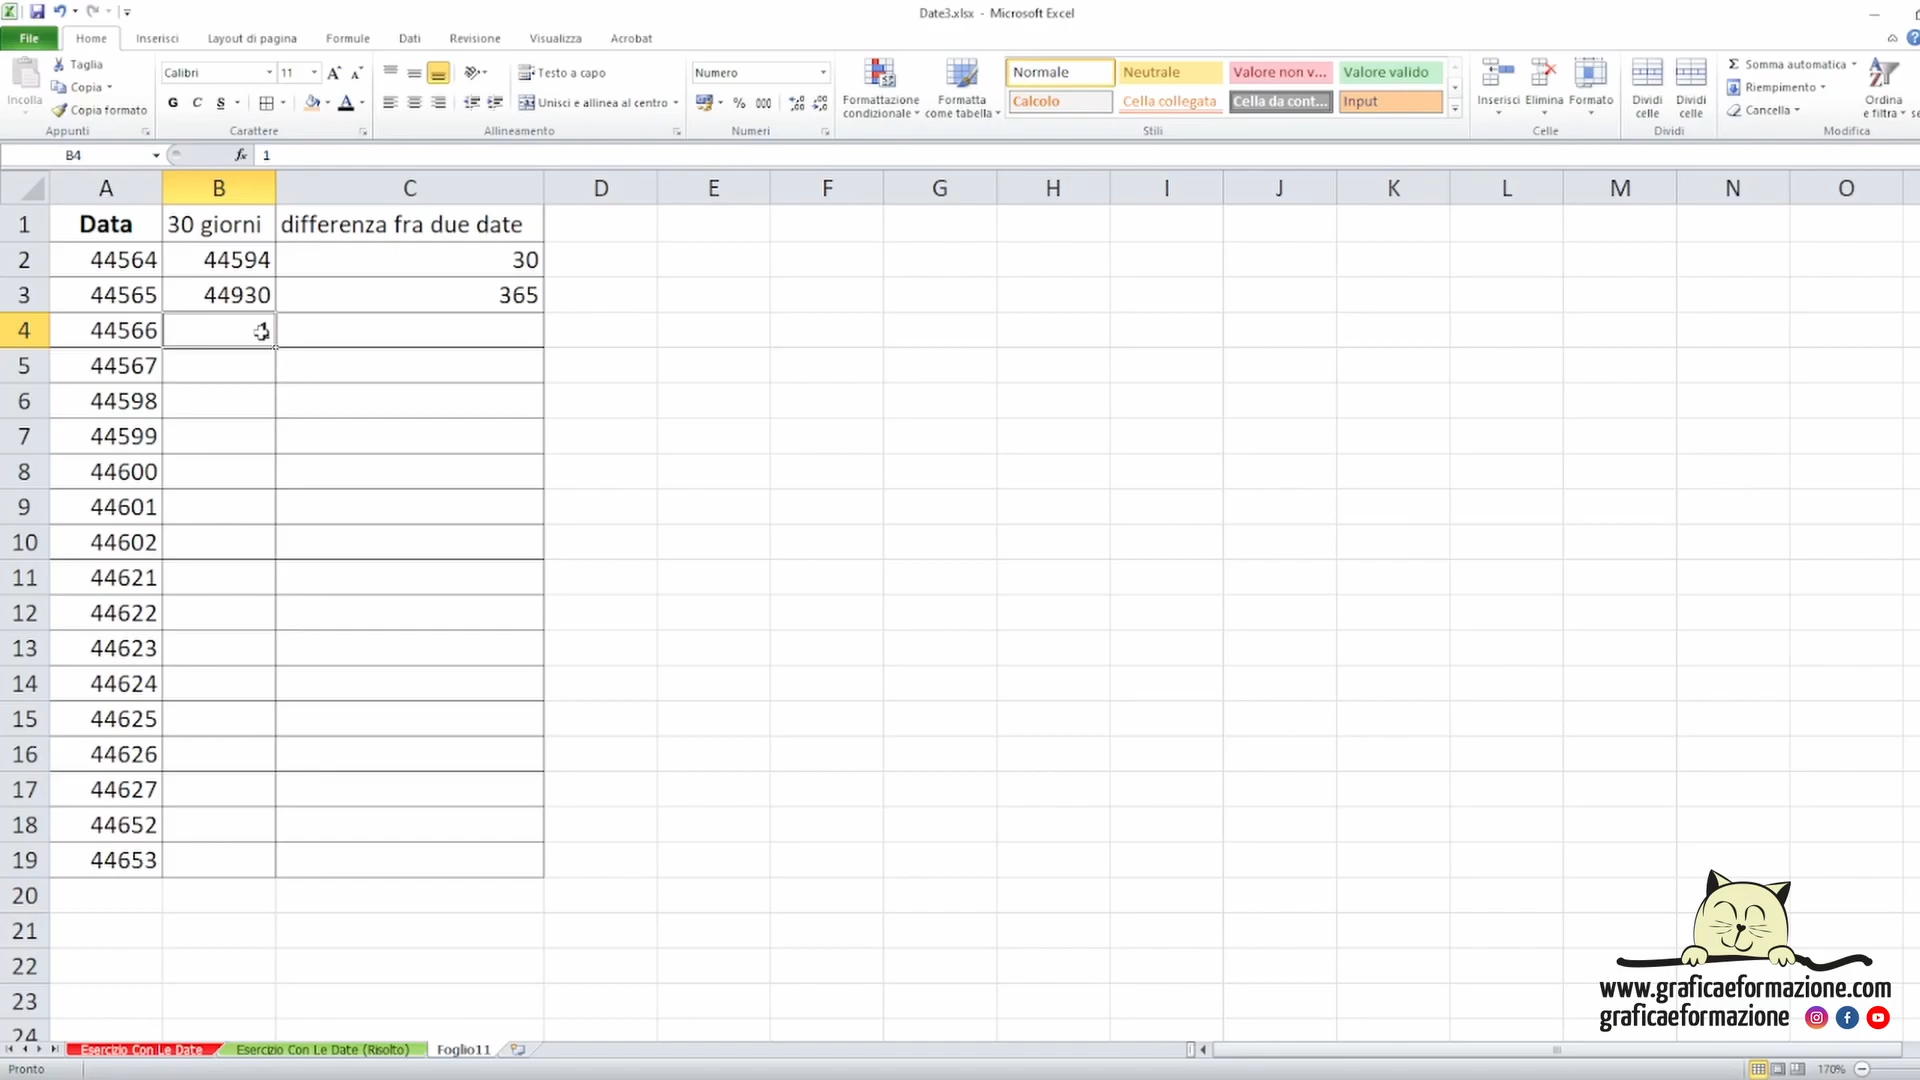 Date3.xlsx - Microsoft Excel
File Home Inserisci Layout di pagina Formule Dati Revisione Visualizza Acrobat
Incolla
Taglia
Copia
Copia formato
Appunti
Calibri 11
G C S
Carattere
Testo a capo
Unisci e allinea al centro
Allineamento
Numero
% 000
Numeri
Formattazione condizionale
Formatta come tabella
Normale Neutrale Valore non v... Valore valido
Calcolo Cella collegata Cella da cont... Input
Stili
Inserisci Elimina Formato
Celle
Dividi celle
Dividi celle
Dividi
Σ Somma automatica
Riempimento
Cancella
Ordina e filtra
Modifica
B4 fx 1
A B C D E F G H I J K L M N O
1 Data 30 giorni differenza fra due date
2 44564 44594 30
3 44565 44930 365
4 44566
5 44567
6 44598
7 44599
8 44600
9 44601
10 44602
11 44621
12 44622
13 44623
14 44624
15 44625
16 44626
17 44627
18 44652
19 44653
20
21
22
23
24
www.graficaeformazione.com
graficaeformazione
Esercizio Con Le Date Esercizio Con Le Date (Risolto) Foglio11
Pronto 170%